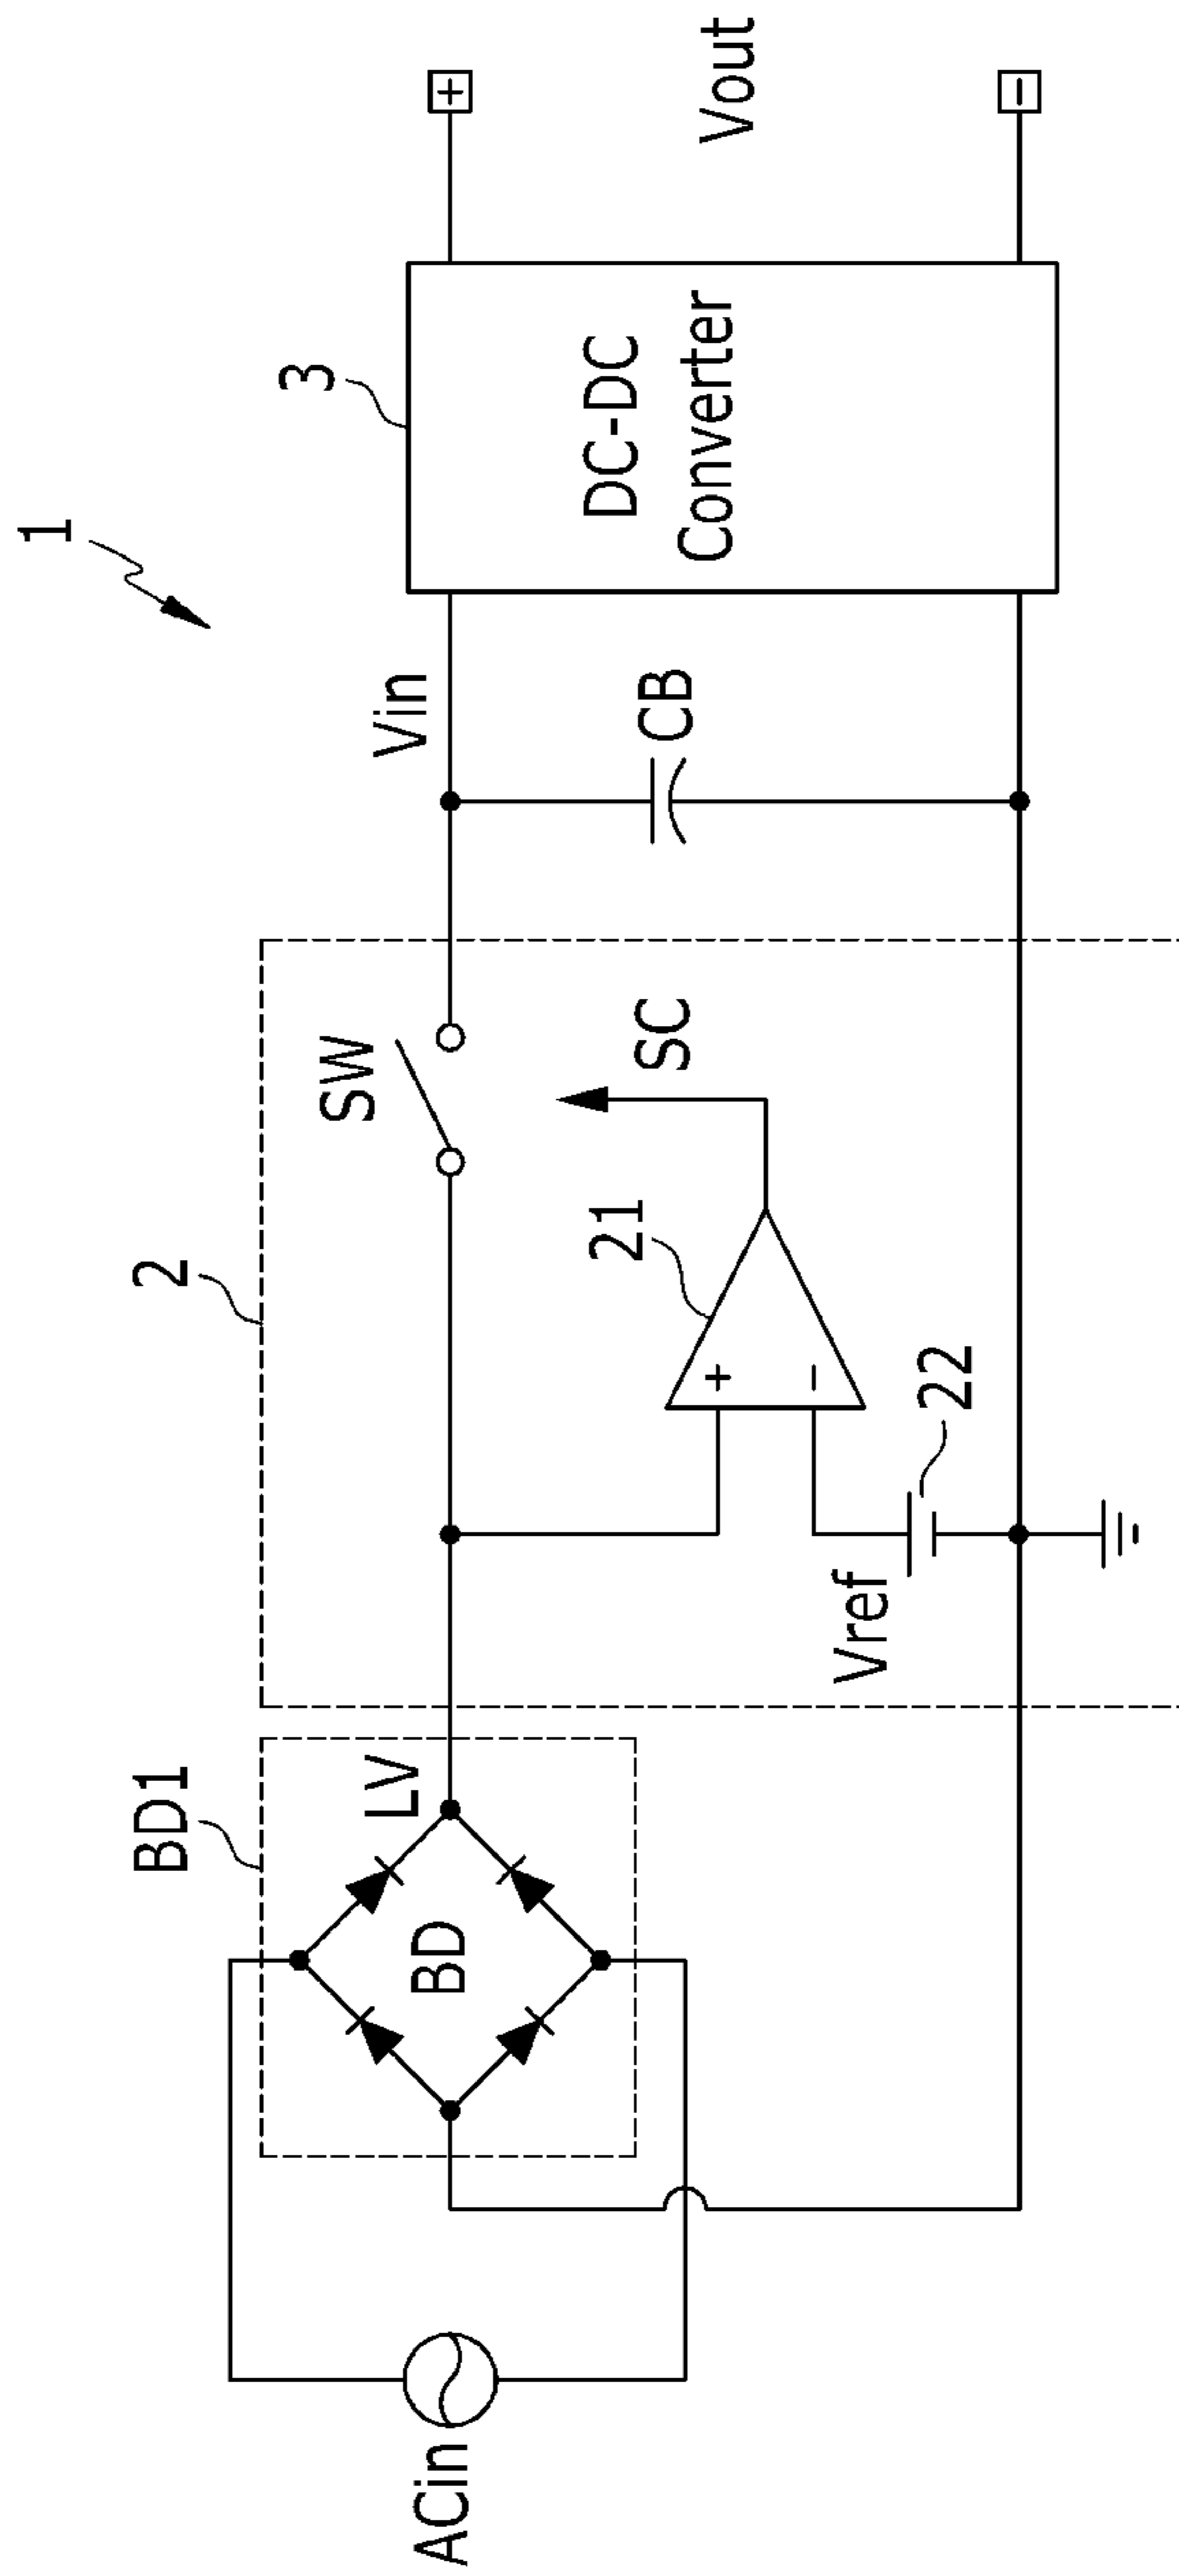 1
2
3
BD1
SW
Vin
LV
BD
ACin
21
SC
CB
DC-DC
Converter
+
Vout
-
+
-
Vref
22